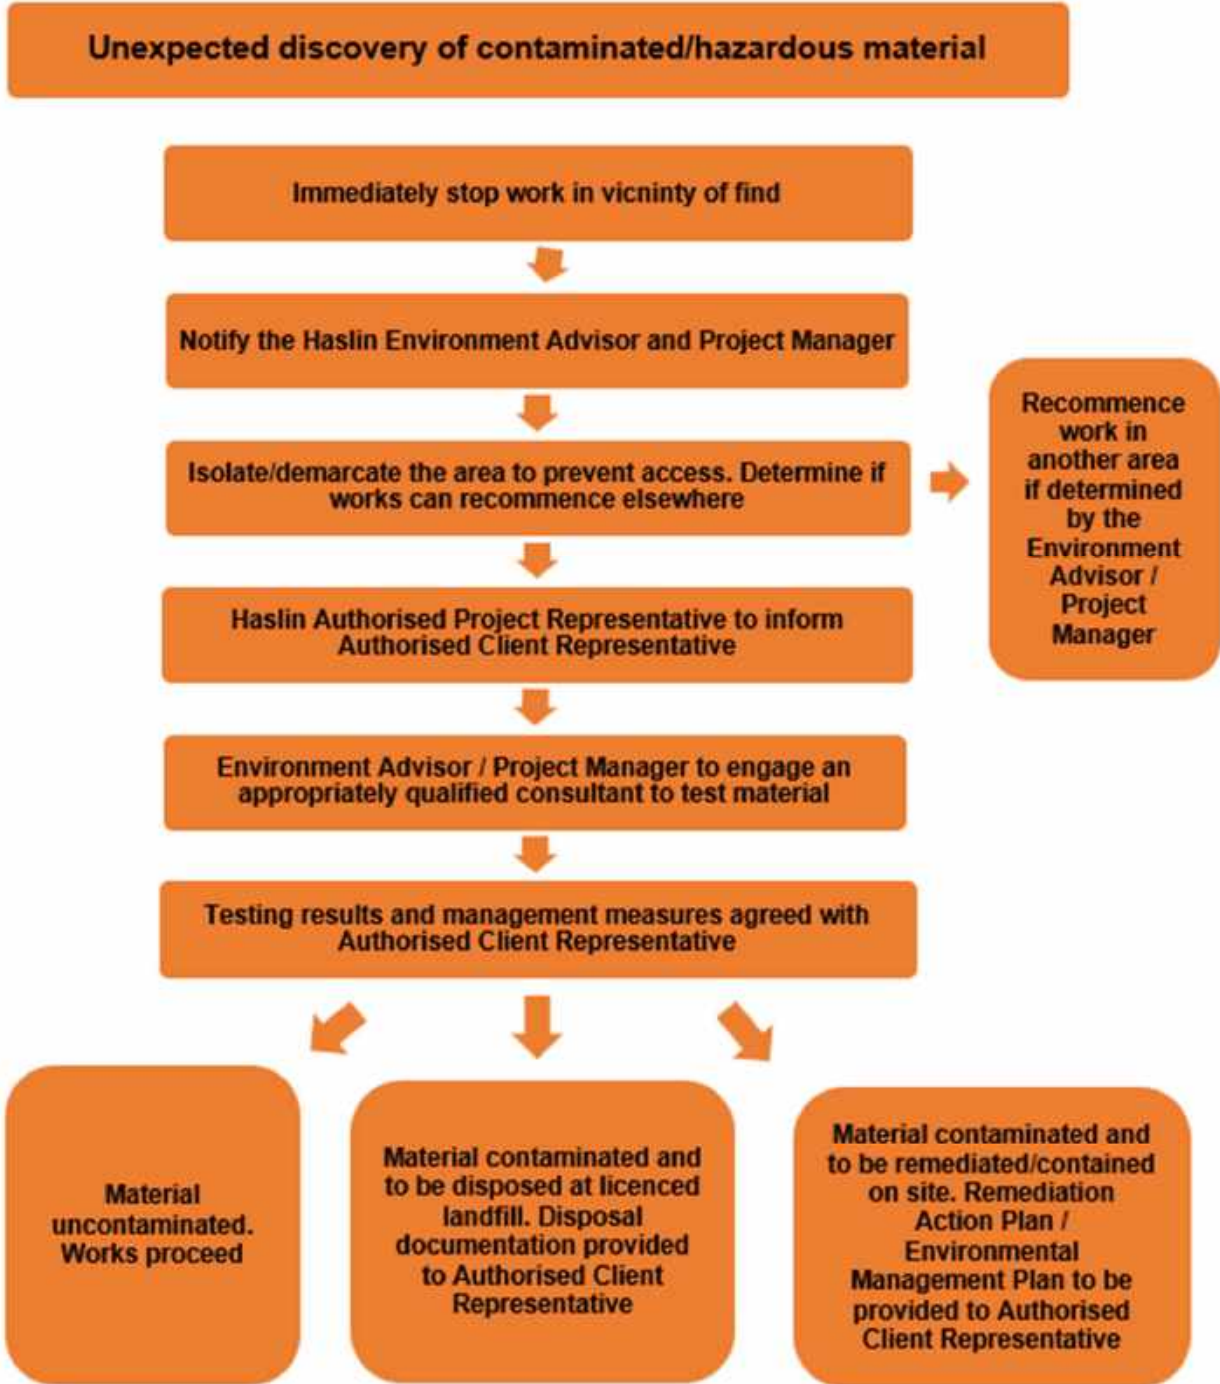 Unexpected discovery of contaminated/hazardous material
Immediately stop work in vicninty of find
Notify the Haslin Environment Advisor and Project Manager
Isolate/demarcate the area to prevent access. Determine if
works can recommence elsewhere
Recommence
work in
another area
if determined
by the
Environment
Advisor /
Project
Manager
Haslin Authorised Project Representative to inform
Authorised Client Representative
Environment Advisor / Project Manager to engage an
appropriately qualified consultant to test material
Testing results and management measures agreed with
Authorised Client Representative
Material
uncontaminated.
Works proceed
Material contaminated and
to be disposed at licenced
landfill. Disposal
documentation provided
to Authorised Client
Representative
Material contaminated and
to be remediated/contained
on site. Remediation
Action Plan /
Environmental
Management Plan to be
provided to Authorised
Client Representative